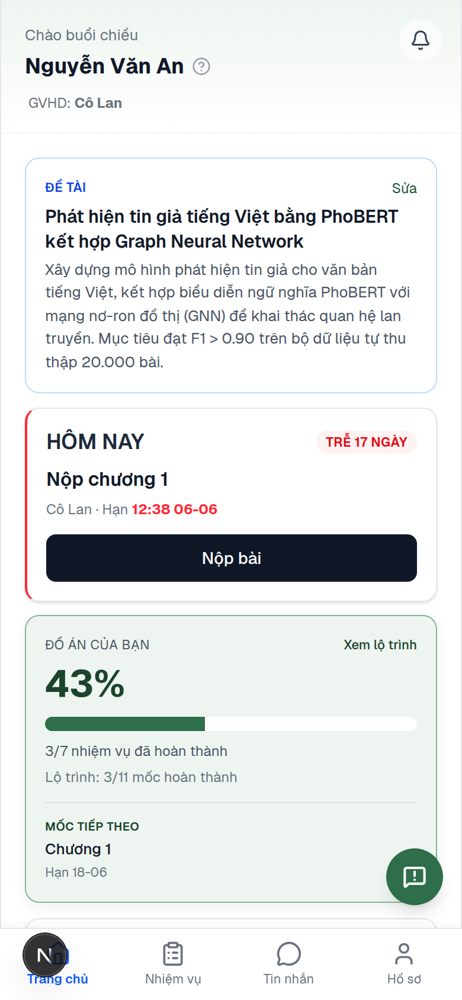 Chào buổi chiều
Nguyễn Văn An
GVHD: Cô Lan
ĐỀ TÀI
Sửa
Phát hiện tin giả tiếng Việt bằng PhoBERT
kết hợp Graph Neural Network
Xây dựng mô hình phát hiện tin giả cho văn bản
tiếng Việt, kết hợp biểu diễn ngữ nghĩa PhoBERT với
mạng nơ-ron đồ thị (GNN) để khai thác quan hệ lan
truyền. Mục tiêu đạt F1 > 0.90 trên bộ dữ liệu tự thu
thập 20.000 bài.
HÔM NAY
TRỄ 17 NGÀY
Nộp chương 1
Cô Lan · Hạn 12:38 06-06
Nộp bài
ĐỒ ÁN CỦA BẠN
Xem lộ trình
43%
3/7 nhiệm vụ đã hoàn thành
Lộ trình: 3/11 mốc hoàn thành
MỐC TIẾP THEO
Chương 1
Hạn 18-06
N
Trang chủ
Nhiệm vụ
Tin nhắn
Hồ sơ